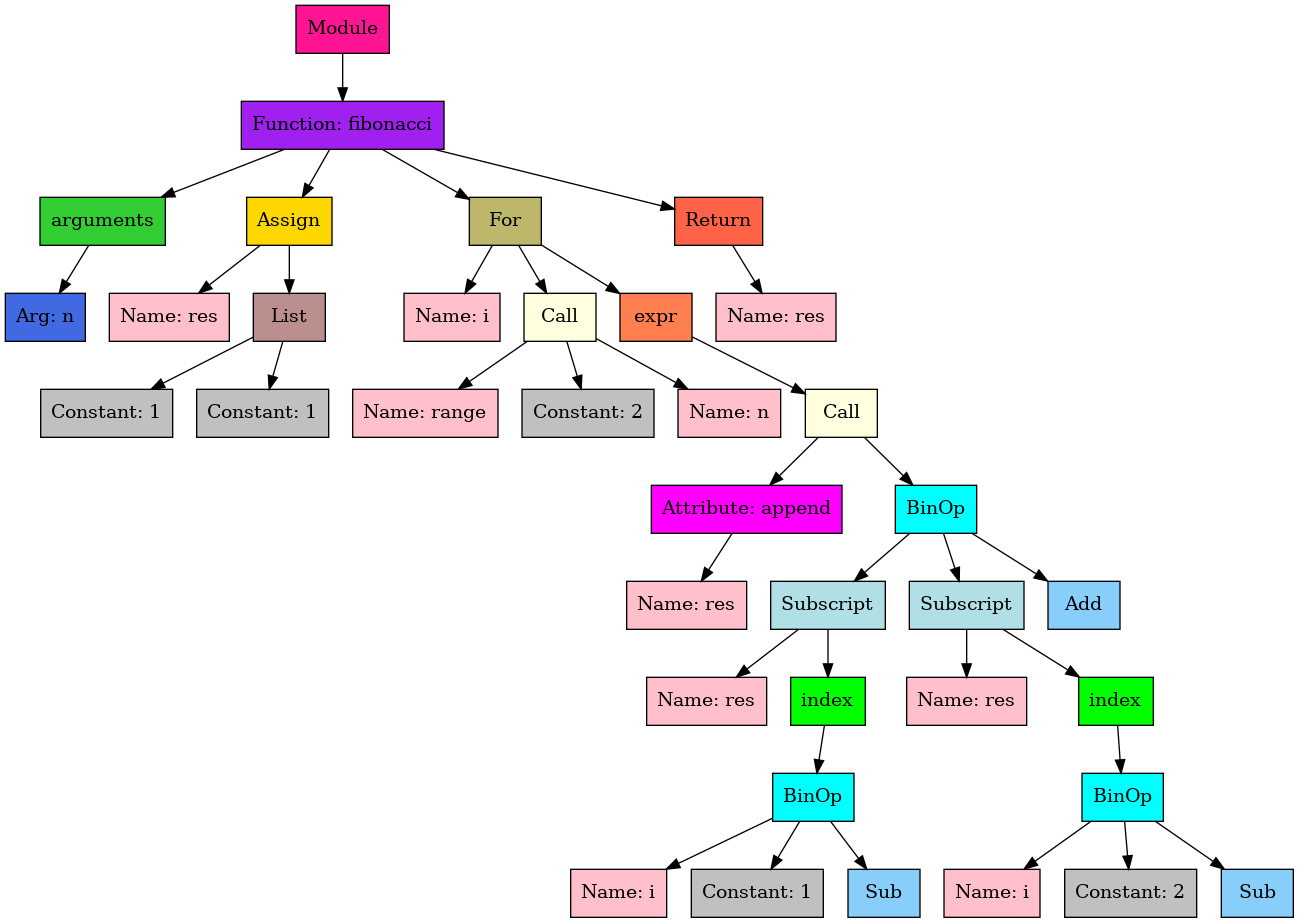 Module
Function: fibonacci
arguments
Assign
For
Return
Arg: n
Name: res
List
Name: i
Call
expr
Name: res
Constant: 1
Constant: 1
Name: range
Constant: 2
Name: n
Call
Attribute: append
BinOp
Name: res
Subscript
Subscript
Add
Name: res
index
Name: res
index
BinOp
BinOp
Name: i
Constant: 1
Sub
Name: i
Constant: 2
Sub